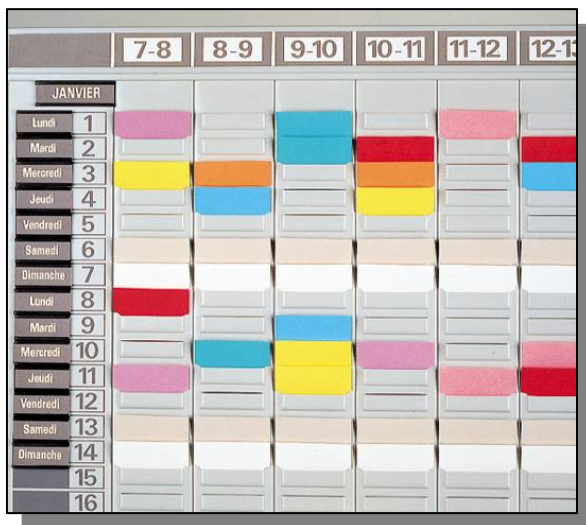 7-8 8-9 9-10 10-11 11-12 12-13
JANVIER
Lundi 1
Mardi 2
Mercredi 3
Jeudi 4
Vendredi 5
Samedi 6
Dimanche 7
Lundi 8
Mardi 9
Mercredi 10
Jeudi 11
Vendredi 12
Samedi 13
Dimanche 14
15
16